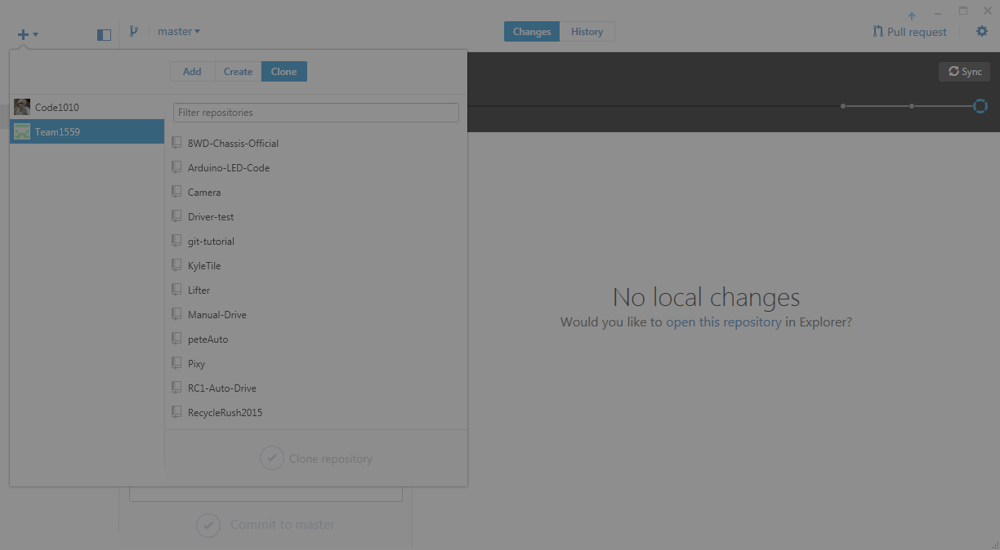 master
Changes
History
Pull request
Add
Create
Clone
Sync
Code1010
Team1559
Filter repositories
8WD-Chassis-Official
Arduino-LED-Code
Camera
Driver-test
git-tutorial
KyleTile
Lifter
Manual-Drive
peteAuto
Pixy
RC1-Auto-Drive
RecycleRush2015
Clone repository
No local changes
Would you like to open this repository in Explorer?
Commit to master